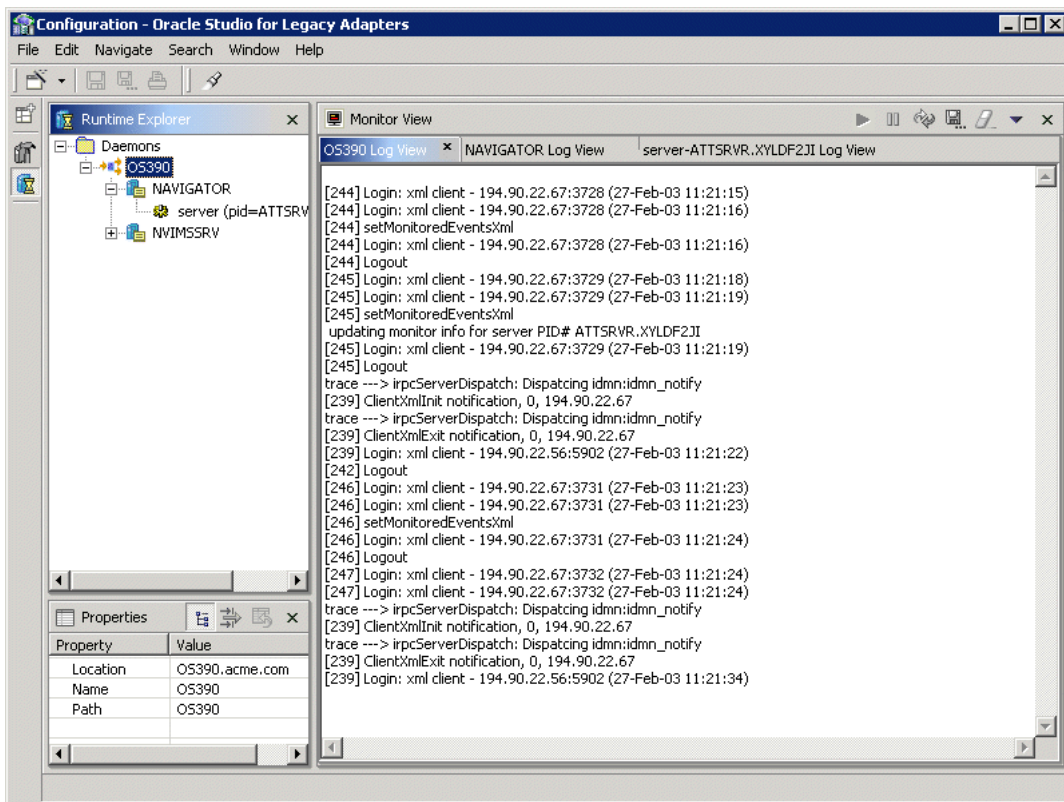 Configuration - Oracle Studio for Legacy Adapters
File Edit Navigate Search Window Help
Runtime Explorer
Daemons
OS390
NAVIGATOR
server (pid=ATTSRV
NVIMSSRV
Properties
Property Value
Location OS390.acme.com
Name OS390
Path OS390
Monitor View
OS390 Log View NAVIGATOR Log View server-ATTSRVR.XYLDF2JI Log View
[244] Login: xml client - 194.90.22.67:3728 (27-Feb-03 11:21:15)
[244] Login: xml client - 194.90.22.67:3728 (27-Feb-03 11:21:16)
[244] setMonitoredEventsXml
[244] Login: xml client - 194.90.22.67:3728 (27-Feb-03 11:21:16)
[244] Logout
[245] Login: xml client - 194.90.22.67:3729 (27-Feb-03 11:21:18)
[245] Login: xml client - 194.90.22.67:3729 (27-Feb-03 11:21:19)
[245] setMonitoredEventsXml
updating monitor info for server PID# ATTSRVR.XYLDF2JI
[245] Login: xml client - 194.90.22.67:3729 (27-Feb-03 11:21:19)
[245] Logout
trace ---> irpcServerDispatch: Dispatcing idmn:idmn_notify
[239] ClientXmlInit notification, 0, 194.90.22.67
trace ---> irpcServerDispatch: Dispatcing idmn:idmn_notify
[239] ClientXmlExit notification, 0, 194.90.22.67
[239] Login: xml client - 194.90.22.56:5902 (27-Feb-03 11:21:22)
[242] Logout
[246] Login: xml client - 194.90.22.67:3731 (27-Feb-03 11:21:23)
[246] Login: xml client - 194.90.22.67:3731 (27-Feb-03 11:21:23)
[246] setMonitoredEventsXml
[246] Login: xml client - 194.90.22.67:3731 (27-Feb-03 11:21:24)
[246] Logout
[247] Login: xml client - 194.90.22.67:3732 (27-Feb-03 11:21:24)
[247] Login: xml client - 194.90.22.67:3732 (27-Feb-03 11:21:24)
trace ---> irpcServerDispatch: Dispatcing idmn:idmn_notify
[239] ClientXmlInit notification, 0, 194.90.22.67
trace ---> irpcServerDispatch: Dispatcing idmn:idmn_notify
[239] ClientXmlExit notification, 0, 194.90.22.67
[239] Login: xml client - 194.90.22.56:5902 (27-Feb-03 11:21:34)